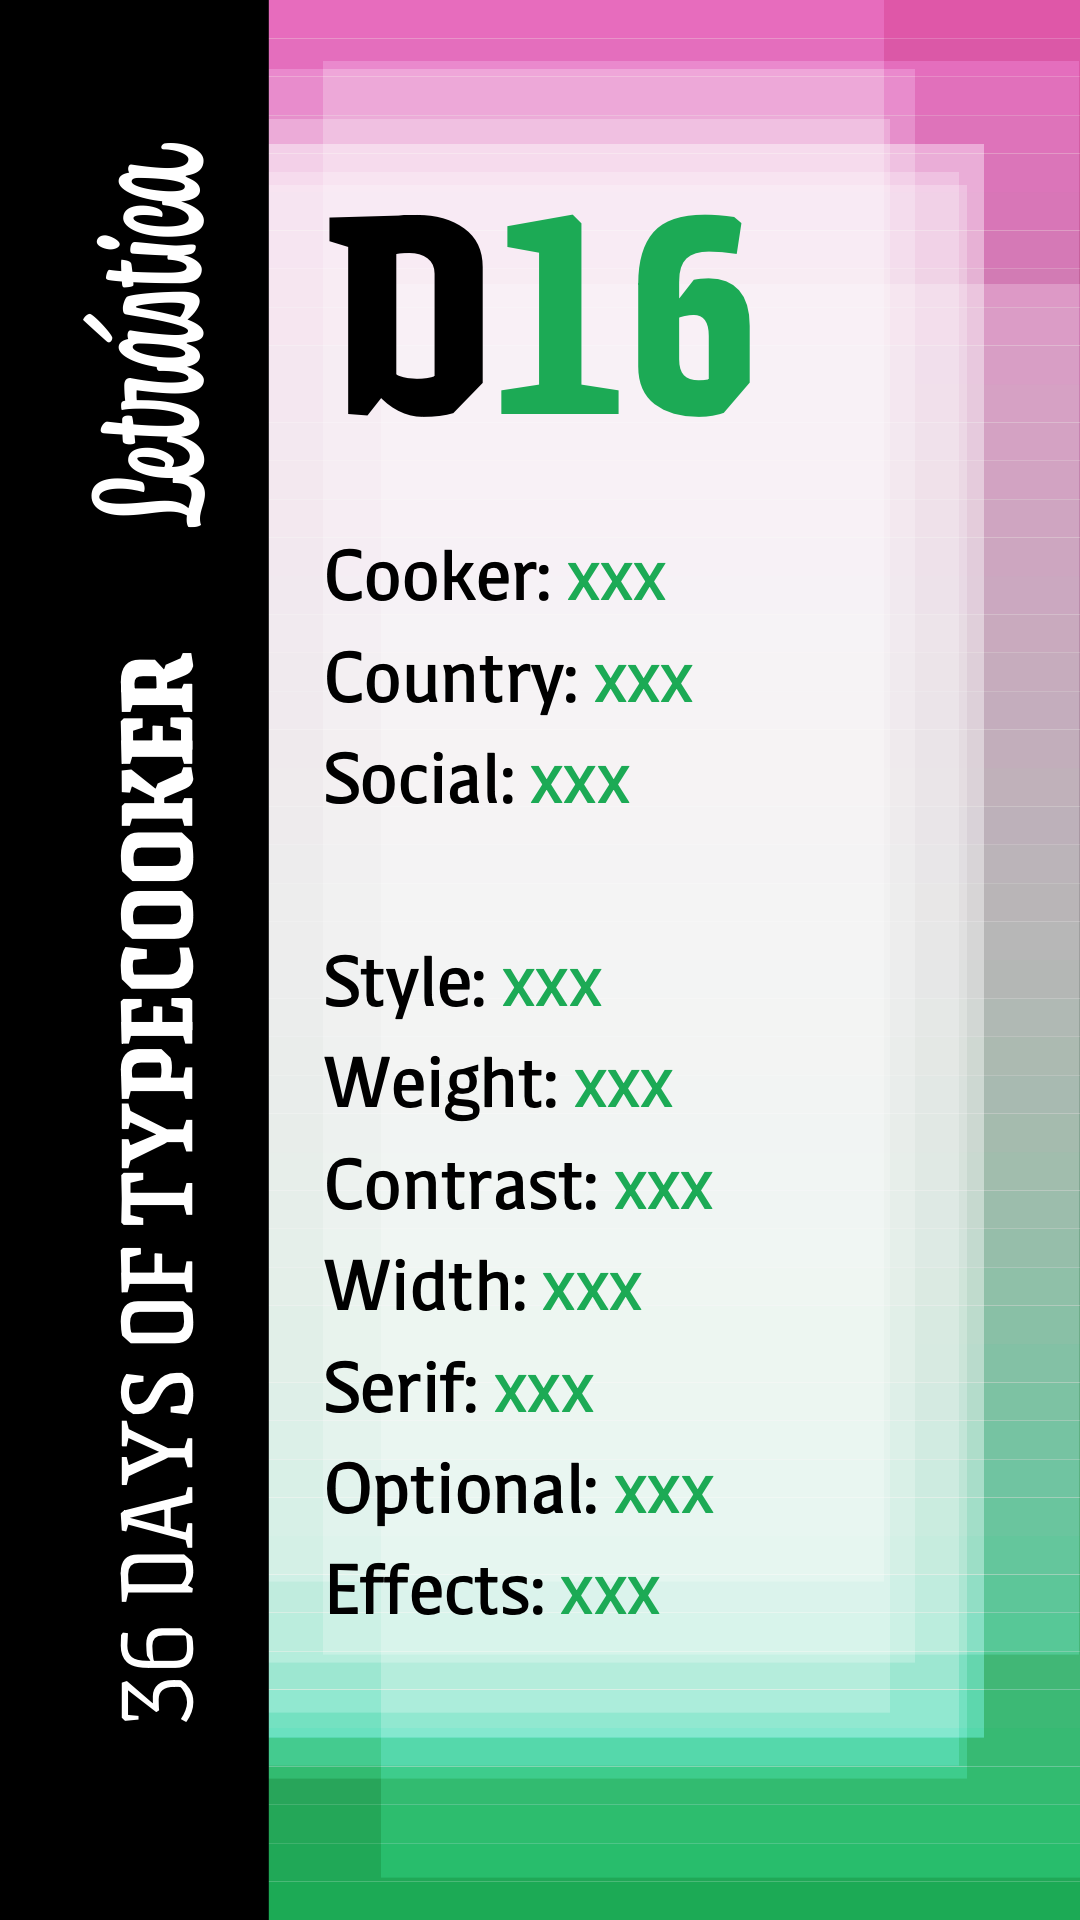 Letrástica
36 DAYS OF TYPECOOKER
D16
Cooker: xxx
Country: xxx
Social: xxx
Style: xxx
Weight: xxx
Contrast: xxx
Width: xxx
Serif: xxx
Optional: xxx
Effects: xxx